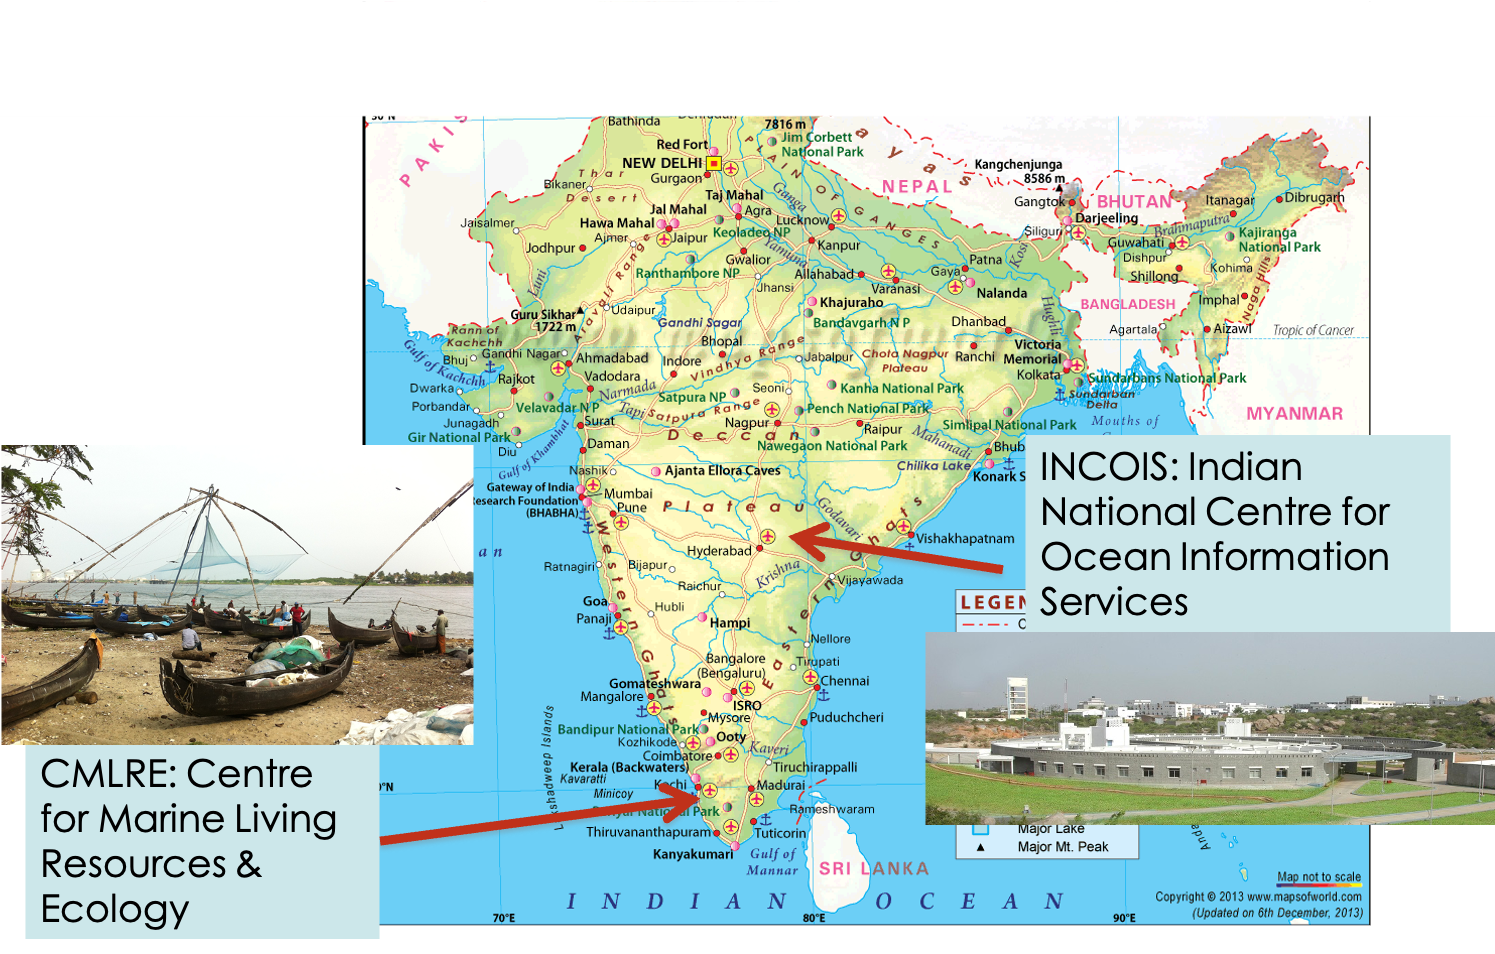 30°N
Bathinda
Dehradun
7816 m
Jim Corbett
National Park
Red Fort
NEW DELHI
Gurgaon
PLAIN OF GANGES
Kangchenjunga
8586 m
NEPAL
BHUTAN
Gangtok
Darjeeling
Siliguri
Itanagar
Dibrugarh
Thar
Desert
Bikaner
Taj Mahal
Agra
Ganga
Lucknow
Jal Mahal
Hawa Mahal
Jaipur
Ajmer
Keoladeo NP
Jaisalmer
Jodhpur
Yamuna
Kanpur
Gwalior
Kosi
Brahmaputra
Guwahati
Dishpur
Shillong
Kajiranga
National Park
Kohima
Naga Hills
Imphal
Luni
Aravali Range
Ranthambore NP
Jhansi
Allahabad
Varanasi
Gaya
Patna
Nalanda
Guru Sikhar
1722 m
Udaipur
Gandhi Sagar
Khajuraho
Bandavgarh N P
Dhanbad
Hughli
BANGLADESH
Agartala
Aizawl
Tropic of Cancer
Rann of
Kachchh
Bhuj
Gandhi Nagar
Ahmadabad
Gulf of Kachchh
Bhopal
Indore
Vindhya Range
Jabalpur
Chota Nagpur
Plateau
Ranchi
Victoria
Memorial
Kolkata
Rajkot
Vadodara
Narmada
Dwarka
Porbandar
Junagadh
Velavadar N P
Gir National Park
Diu
Tapi
Satpura Range
Satpura NP
Seoni
Kanha National Park
Pench National Park
Sundarbans National Park
Sundarban
Delta
Mouths of
MYANMAR
Surat
Daman
Gulf of Khambhat
Deccan
Nagpur
Raipur
Nawegaon National Park
Mahanadi
Simlipal National Park
Bhub
Chilika Lake
Konark S
Nashik
Ajanta Ellora Caves
Gateway of India
esearch Foundation
(BHABHA)
Mumbai
Pune
Plateau
Godavari
Vishakhapatnam
Hyderabad
Western Ghats
Eastern Ghats
an
Ratnagiri
Bijapur
Raichur
Krishna
Vijayawada
Goa
Panaji
Hubli
Hampi
LEGEN
Nellore
Bangalore
(Bengaluru)
Tirupati
Chennai
Gomateshwara
Mangalore
ISRO
Mysore
Puduchcheri
Bandipur National Park
Kozhikode
Ooty
Coimbatore
Kaveri
Tiruchirappalli
Kerala (Backwaters)
Kavaratti
Minicoy
Lakshadweep Islands
Kochi
Madurai
National Park
Rameshwaram
Thiruvananthapuram
Tuticorin
Kanyakumari
Gulf of
Mannar
SRI LANKA
INDIAN OCEAN
70°E
80°E
90°E
Major Lake
Major Mt. Peak
Map not to scale
Copyright © 2013 www.mapsofworld.com
(Updated on 6th December, 2013)
INCOIS: Indian
National Centre for
Ocean Information
Services
CMLRE: Centre
for Marine Living
Resources &
Ecology